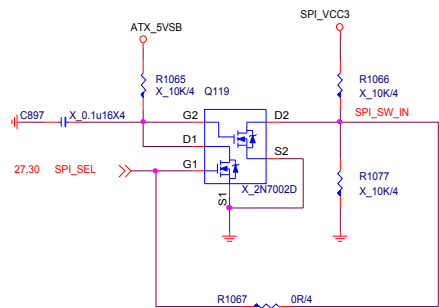 ATX_5VSB
SPI_VCC3
R1065
X_10K/4
Q119
R1066
X_10K/4
C897
X_0.1u16X4
G2
D2
SPI_SW_IN
D1
S2
27.30
SPI_SEL
G1
X_2N7002D
R1077
X_10K/4
S1
R1067
0R/4